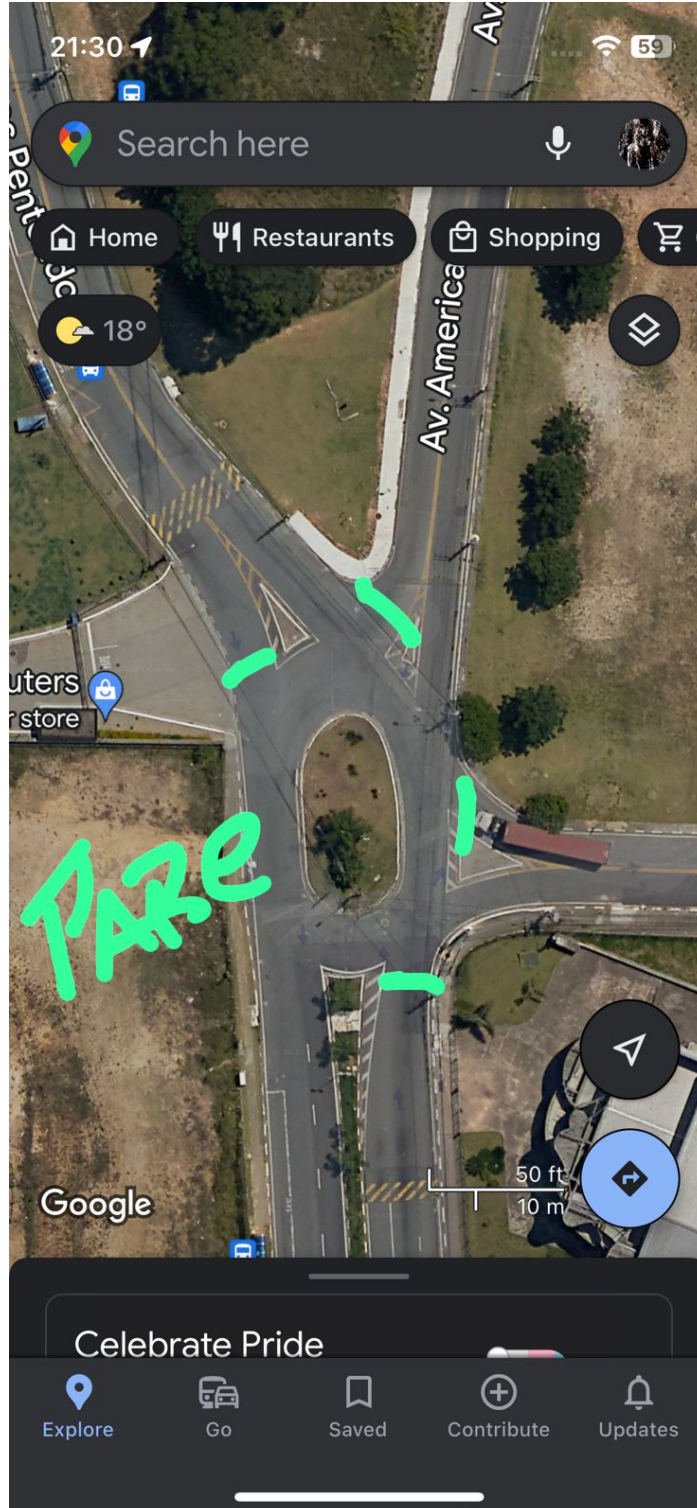 21:30
59
Av.
Search here
Home
Restaurants
Shopping
18°
Av. America
uters
r store
PARe
50 ft
10 m
Google
Celebrate Pride
Explore
Go
Saved
Contribute
Updates